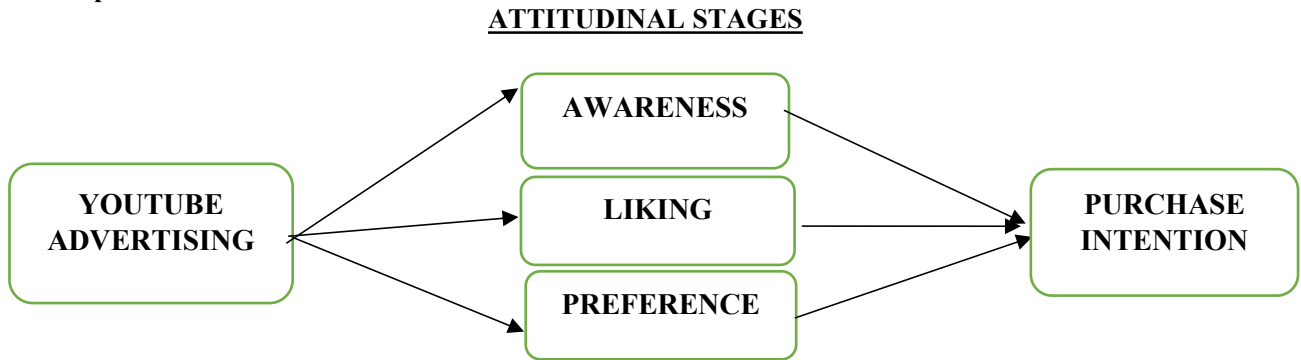 ATTITUDINAL STAGES
AWARENESS
YOUTUBE
ADVERTISING
LIKING
PURCHASE
INTENTION
PREFERENCE